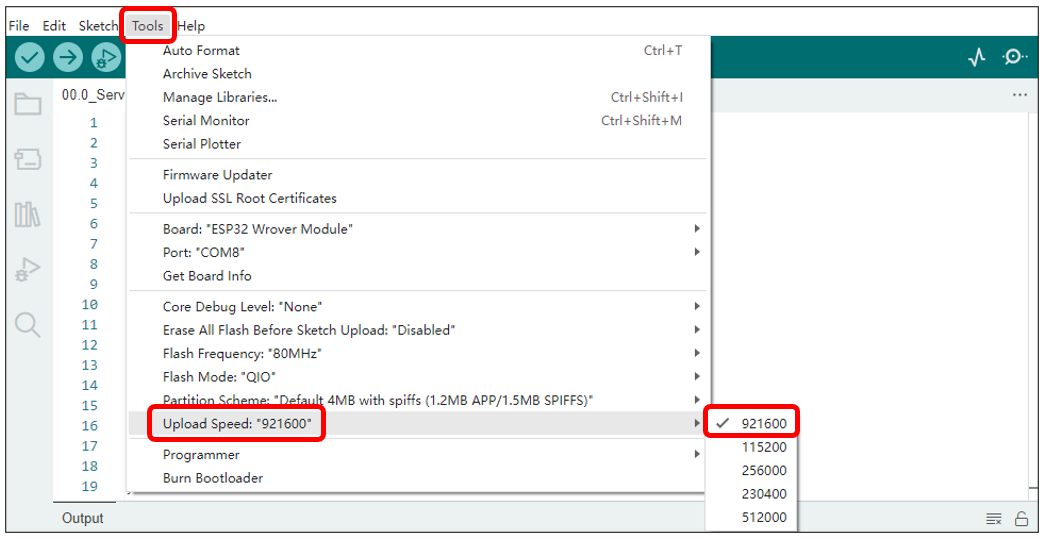 File Edit Sketch Tools Help
Auto Format Ctrl+T
Archive Sketch
Manage Libraries... Ctrl+Shift+I
Serial Monitor Ctrl+Shift+M
Serial Plotter
Firmware Updater
Upload SSL Root Certificates
Board: "ESP32 Wrover Module"
Port: "COM8"
Get Board Info
Core Debug Level: "None"
Erase All Flash Before Sketch Upload: "Disabled"
Flash Frequency: "80MHz"
Flash Mode: "QIO"
Partition Scheme: "Default 4MB with spiffs (1.2MB APP/1.5MB SPIFFS)"
Upload Speed: "921600"
Programmer
Burn Bootloader
921600
115200
256000
230400
512000
00.0_Serv
1
2
3
4
5
6
7
8
9
10
11
12
13
14
15
16
17
18
19
Output